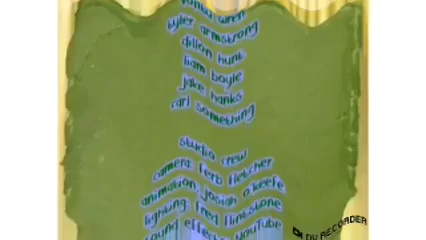 wren
tyler armstrong
dillon hunt
liam boyle
jake hanks
carl something
studio crew
camera: ferb fletcher
animation: josiah o'keefe
lighting: fred flintstone
sound effects: youtube
DU RECORDER